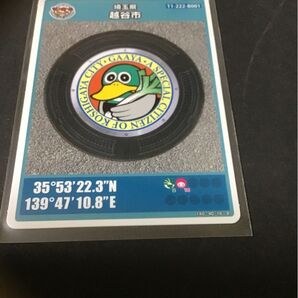 埼玉県
越谷市
11-222-B001
GAAYA·A SPECIAL CITIZEN OF KOSHIGAYA CITY·
35°53'22.3"N
139°47'10.8"E